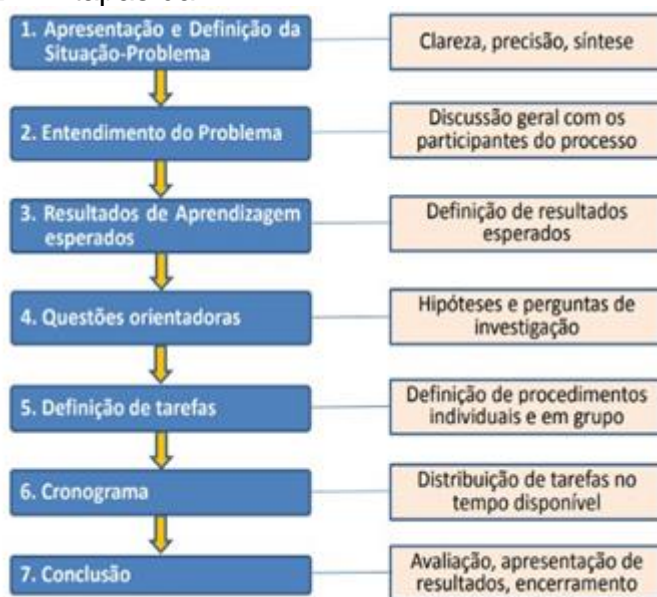 1. Apresentação e Definição da
Situação-Problema
Clareza, precisão, síntese
2. Entendimento do Problema
Discussão geral com os
participantes do processo
3. Resultados de Aprendizagem
esperados
Definição de resultados
esperados
4. Questões orientadoras
Hipóteses e perguntas de
investigação
5. Definição de tarefas
Definição de procedimentos
individuais e em grupo
6. Cronograma
Distribuição de tarefas no
tempo disponível
7. Conclusão
Avaliação, apresentação de
resultados, encerramento